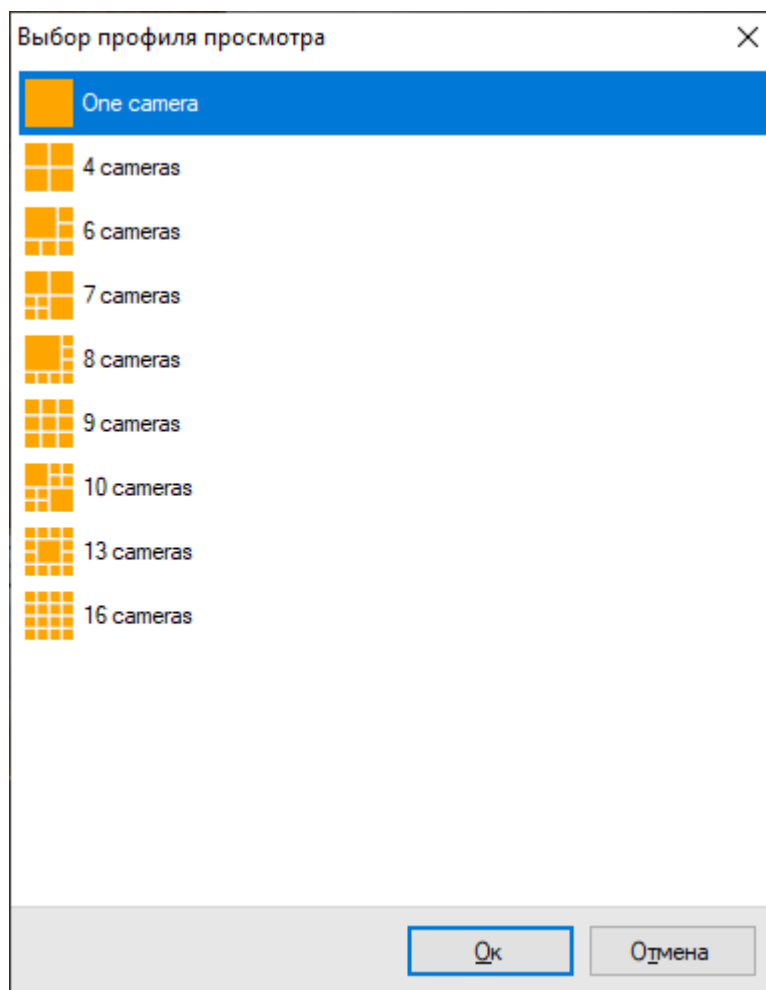 Выбор профиля просмотра
One camera
4 cameras
6 cameras
7 cameras
8 cameras
9 cameras
10 cameras
13 cameras
16 cameras
Ок Отмена